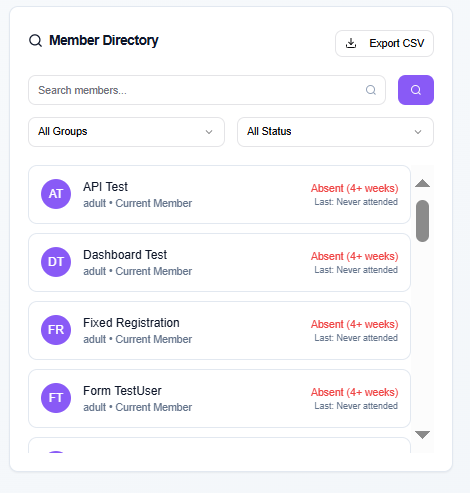 Member Directory
Export CSV
Search members...
All Groups
All Status
AT
API Test
adult • Current Member
Absent (4+ weeks)
Last: Never attended
DT
Dashboard Test
adult • Current Member
Absent (4+ weeks)
Last: Never attended
FR
Fixed Registration
adult • Current Member
Absent (4+ weeks)
Last: Never attended
FT
Form TestUser
adult • Current Member
Absent (4+ weeks)
Last: Never attended